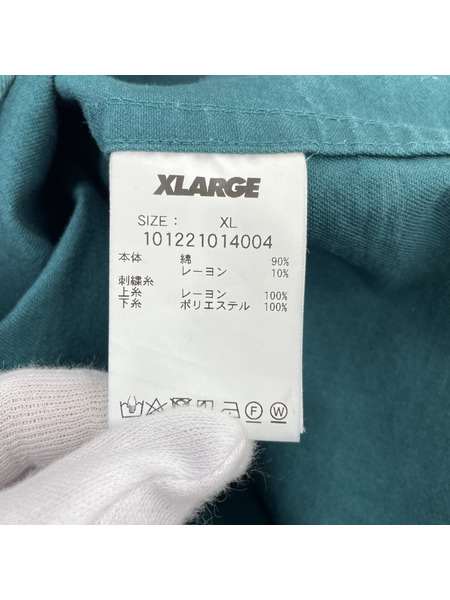 XLARGE
SIZE： XL
101221014004
本体 綿 90%
レーヨン 10%
刺繍糸
上糸 レーヨン 100%
下糸 ポリエステル 100%
F W